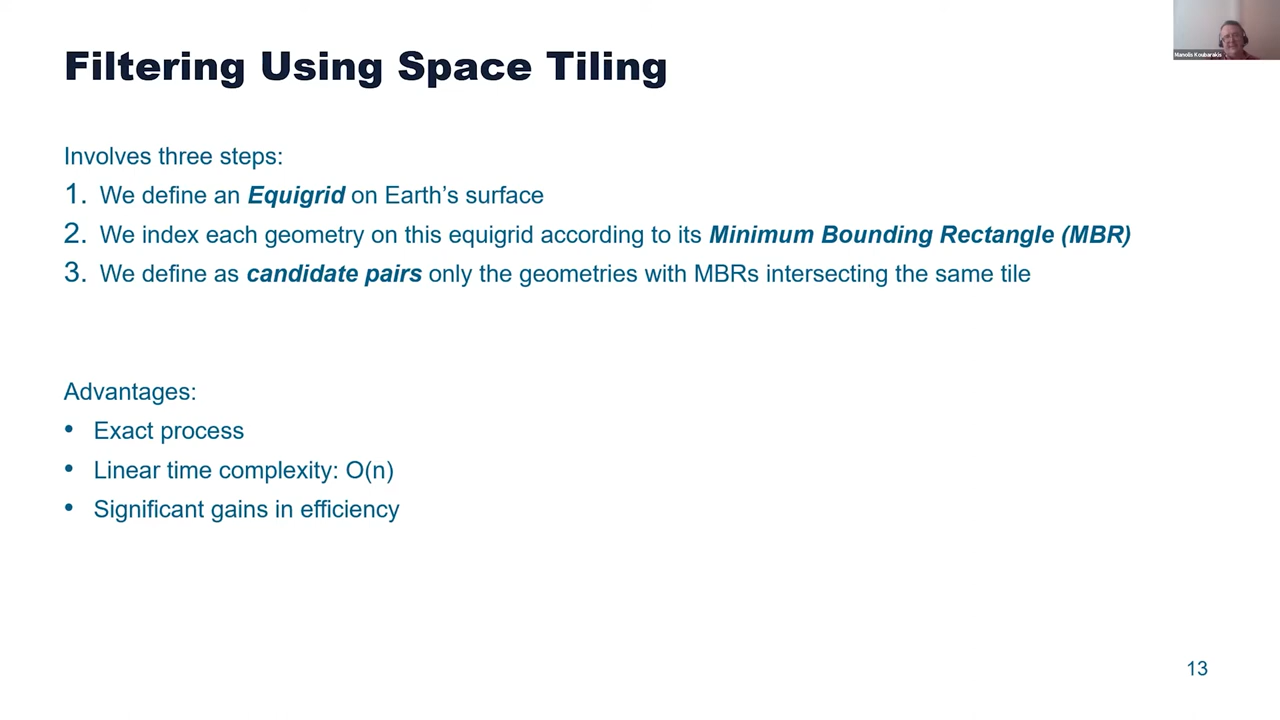 Filtering Using Space Tiling
Manolis Koubarakis
Involves three steps:
1. We define an Equigrid on Earth’s surface
2. We index each geometry on this equigrid according to its Minimum Bounding Rectangle (MBR)
3. We define as candidate pairs only the geometries with MBRs intersecting the same tile
Advantages:
• Exact process
• Linear time complexity: O(n)
• Significant gains in efficiency
13